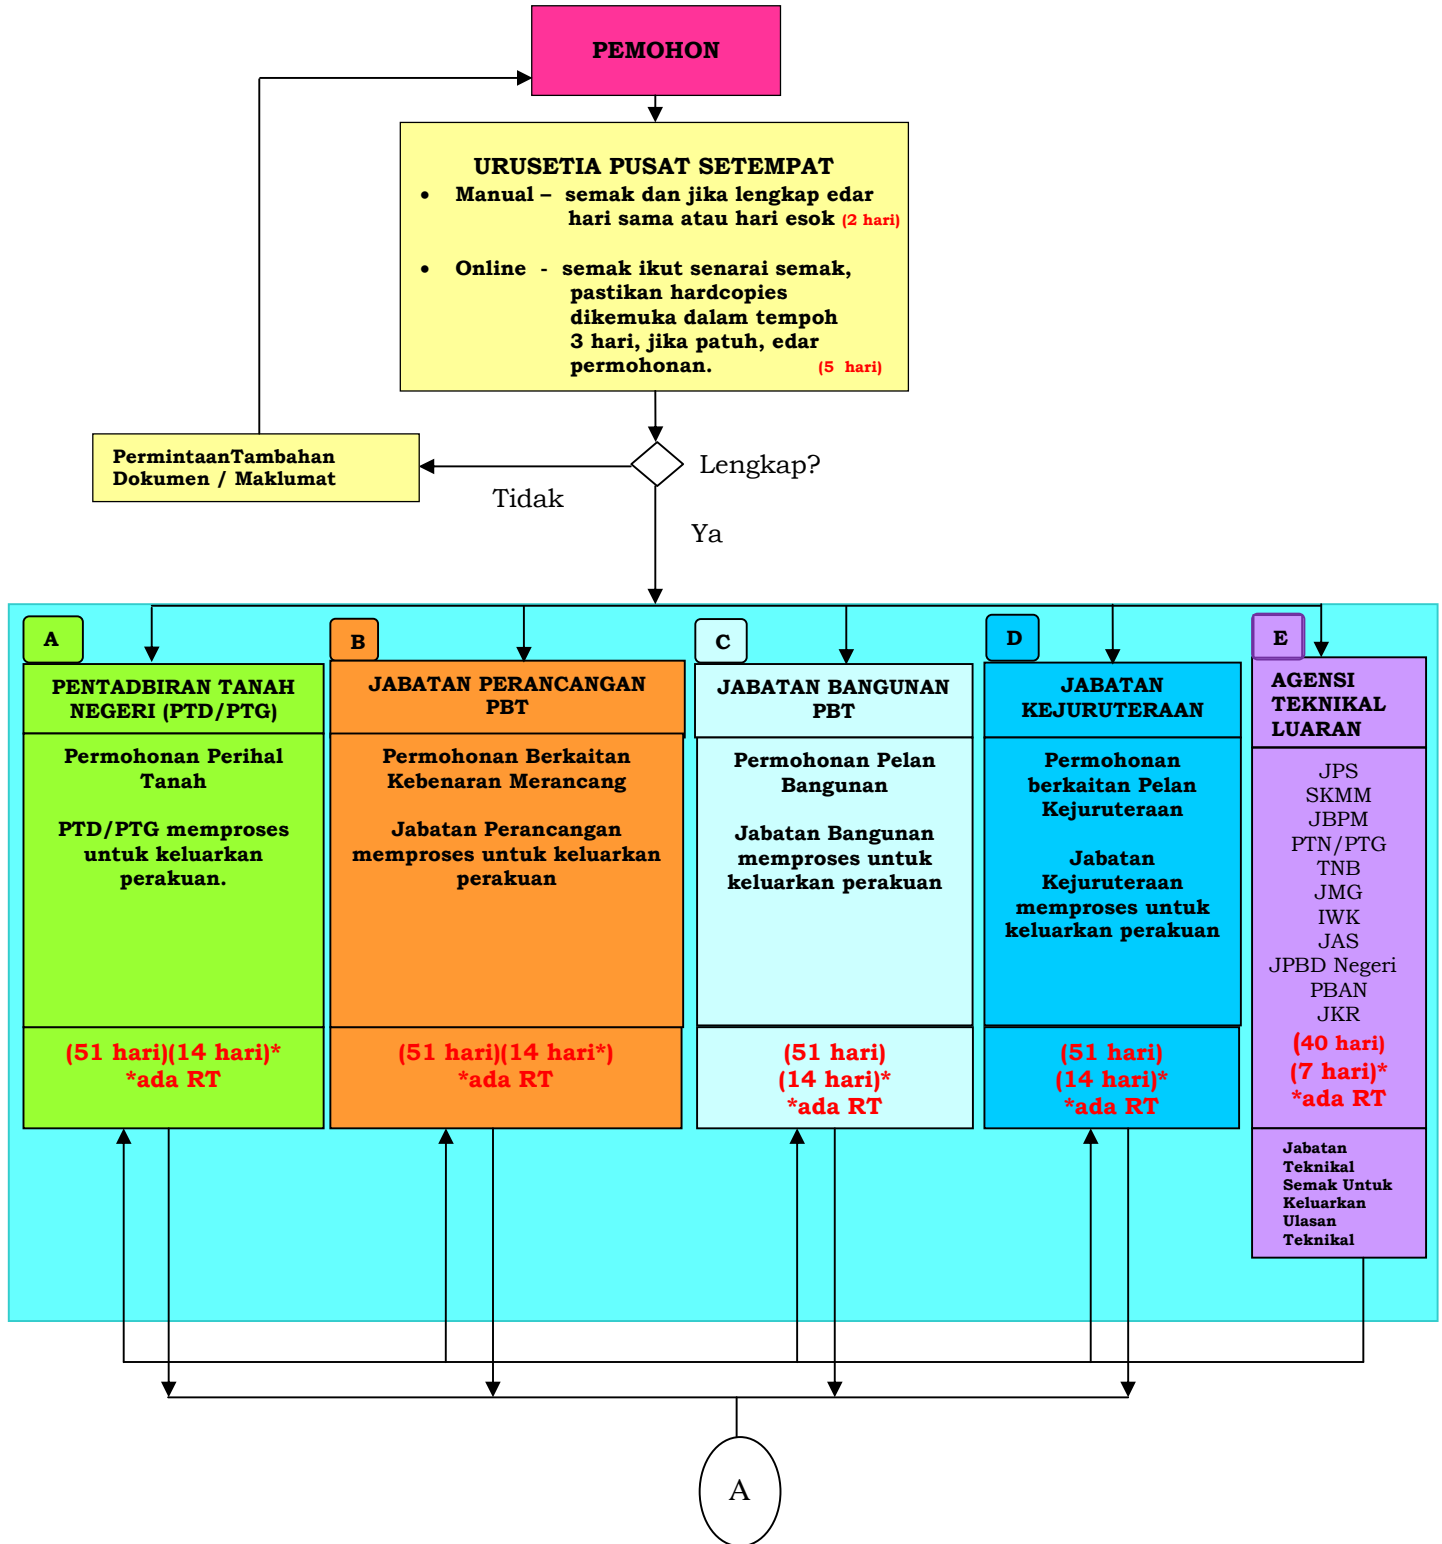 PEMOHON
URUSETIA PUSAT SETEMPAT
• Manual – semak dan jika lengkap edar
hari sama atau hari esok (2 hari)
• Online - semak ikut senarai semak,
pastikan hardcopies
dikemuka dalam tempoh
3 hari, jika patuh, edar
permohonan. (5 hari)
PermintaanTambahan
Dokumen / Maklumat
Lengkap?
Tidak
Ya
A
PENTADBIRAN TANAH
NEGERI (PTD/PTG)
Permohonan Perihal
Tanah
PTD/PTG memproses
untuk keluarkan
perakuan.
(51 hari)(14 hari)*
*ada RT
B
JABATAN PERANCANGAN
PBT
Permohonan Berkaitan
Kebenaran Merancang
Jabatan Perancangan
memproses untuk keluarkan
perakuan
(51 hari)(14 hari*)
*ada RT
C
JABATAN BANGUNAN
PBT
Permohonan Pelan
Bangunan
Jabatan Bangunan
memproses untuk
keluarkan perakuan
(51 hari)
(14 hari)*
*ada RT
D
JABATAN
KEJURUTERAAN
Permohonan
berkaitan Pelan
Kejuruteraan
Jabatan
Kejuruteraan
memproses untuk
keluarkan perakuan
(51 hari)
(14 hari)*
*ada RT
E
AGENSI
TEKNIKAL
LUARAN
JPS
SKMM
JBPM
PTN/PTG
TNB
JMG
IWK
JAS
JPBD Negeri
PBAN
JKR
(40 hari)
(7 hari)*
*ada RT
Jabatan
Teknikal
Semak Untuk
Keluarkan
Ulasan
Teknikal
A